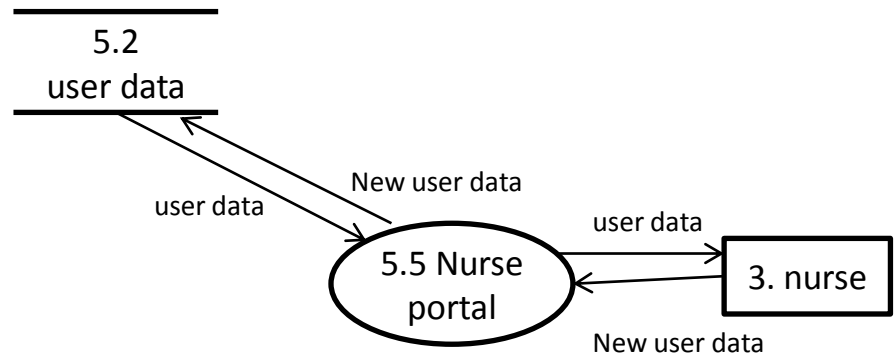 5.2
user data
New user data
user data
user data
5.5 Nurse
portal
3. nurse
New user data